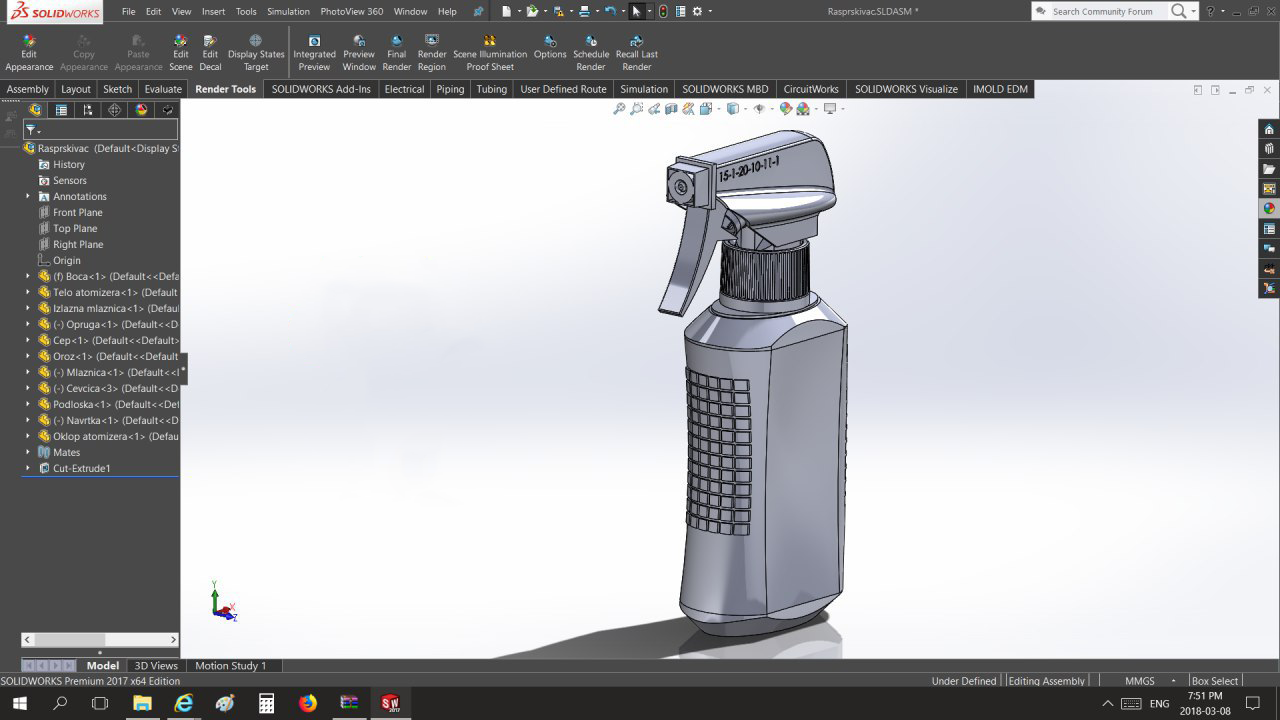 SOLIDWORKS File Edit View Insert Tools Simulation PhotoView 360 Window Help Rasprskivac.SLDASM * Search Community Forum
Edit Appearance
Copy Appearance
Paste Appearance
Edit Scene
Edit Decal
Display States Target
Integrated Preview
Preview Window
Final Render
Render Region
Scene Illumination Proof Sheet
Options
Schedule Render
Recall Last Render
Assembly Layout Sketch Evaluate Render Tools SOLIDWORKS Add-Ins Electrical Piping Tubing User Defined Route Simulation SOLIDWORKS MBD CircuitWorks SOLIDWORKS Visualize IMOLD EDM
Rasprskivac (Default<Display S
History
Sensors
Annotations
Front Plane
Top Plane
Right Plane
Origin
(f) Boca<1> (Default<<Defa
Telo atomizera<1> (Default
Izlazna mlaznica<1> (Defau
(-) Opruga<1> (Default<<D
Cep<1> (Default<<Default>
Oroz<1> (Default<<Default
(-) Mlaznica<1> (Default<<
(-) Cevcica<3> (Default<<D
Podloska<1> (Default<<Def
(-) Navrtka<1> (Default<<D
Oklop atomizera<1> (Defau
Mates
Cut-Extrude1
15-1-20-10-11-1
Y
X
Z
Model 3D Views Motion Study 1
SOLIDWORKS Premium 2017 x64 Edition Under Defined Editing Assembly MMGS Box Select
ENG 7:51 PM
2018-03-08